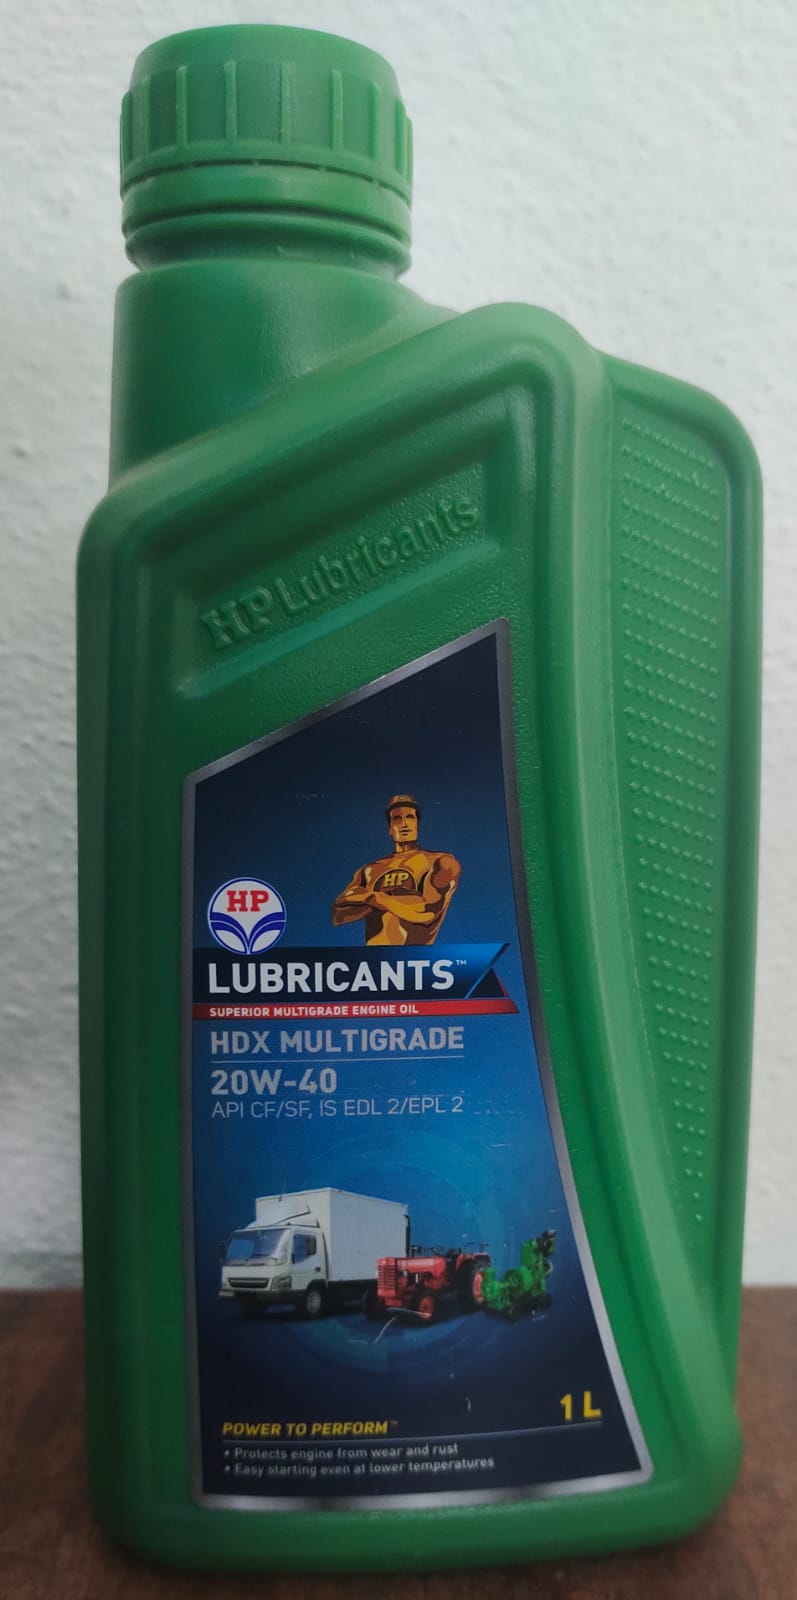 HP Lubricants
HP
HP
LUBRICANTS™
SUPERIOR MULTIGRADE ENGINE OIL
HDX MULTIGRADE
20W-40
API CF/SF, IS EDL 2/EPL 2
1 L
POWER TO PERFORM™
• Protects engine from wear and rust
• Easy starting even at lower temperatures